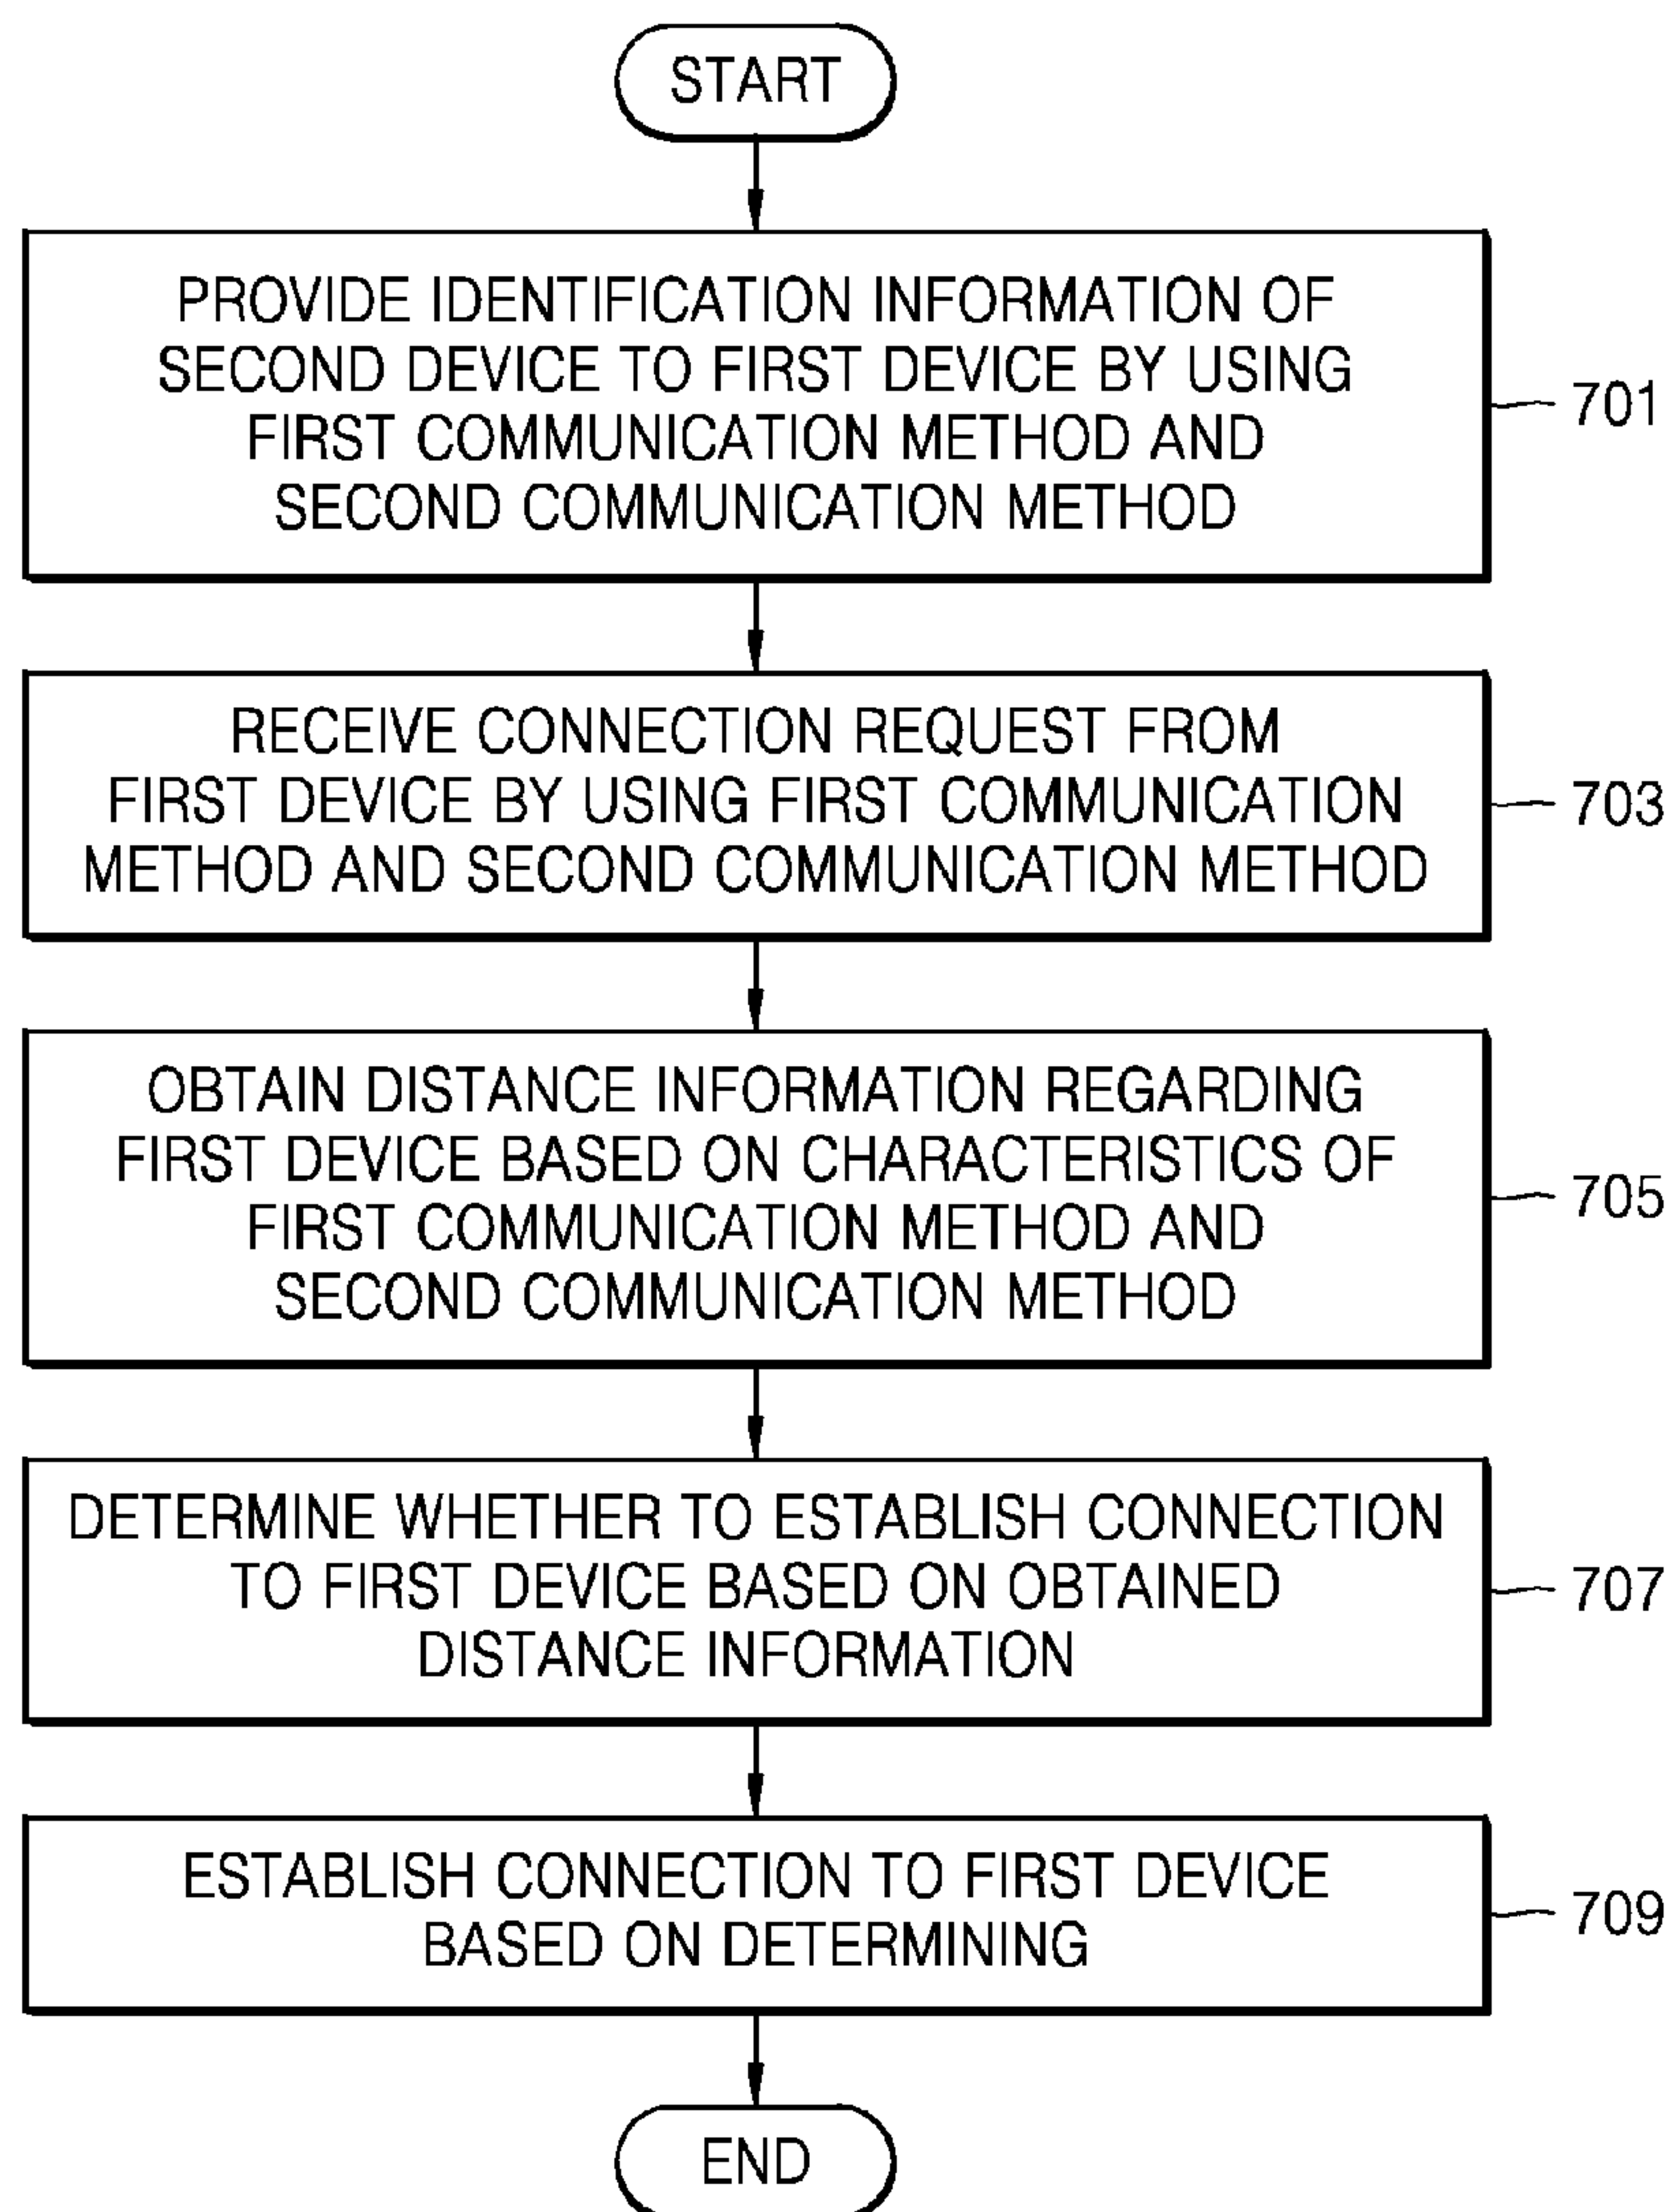 START
PROVIDE IDENTIFICATION INFORMATION OF
SECOND DEVICE TO FIRST DEVICE BY USING
FIRST COMMUNICATION METHOD AND
SECOND COMMUNICATION METHOD
701
RECEIVE CONNECTION REQUEST FROM
FIRST DEVICE BY USING FIRST COMMUNICATION
METHOD AND SECOND COMMUNICATION METHOD
703
OBTAIN DISTANCE INFORMATION REGARDING
FIRST DEVICE BASED ON CHARACTERISTICS OF
FIRST COMMUNICATION METHOD AND
SECOND COMMUNICATION METHOD
705
DETERMINE WHETHER TO ESTABLISH CONNECTION
TO FIRST DEVICE BASED ON OBTAINED
DISTANCE INFORMATION
707
ESTABLISH CONNECTION TO FIRST DEVICE
BASED ON DETERMINING
709
END